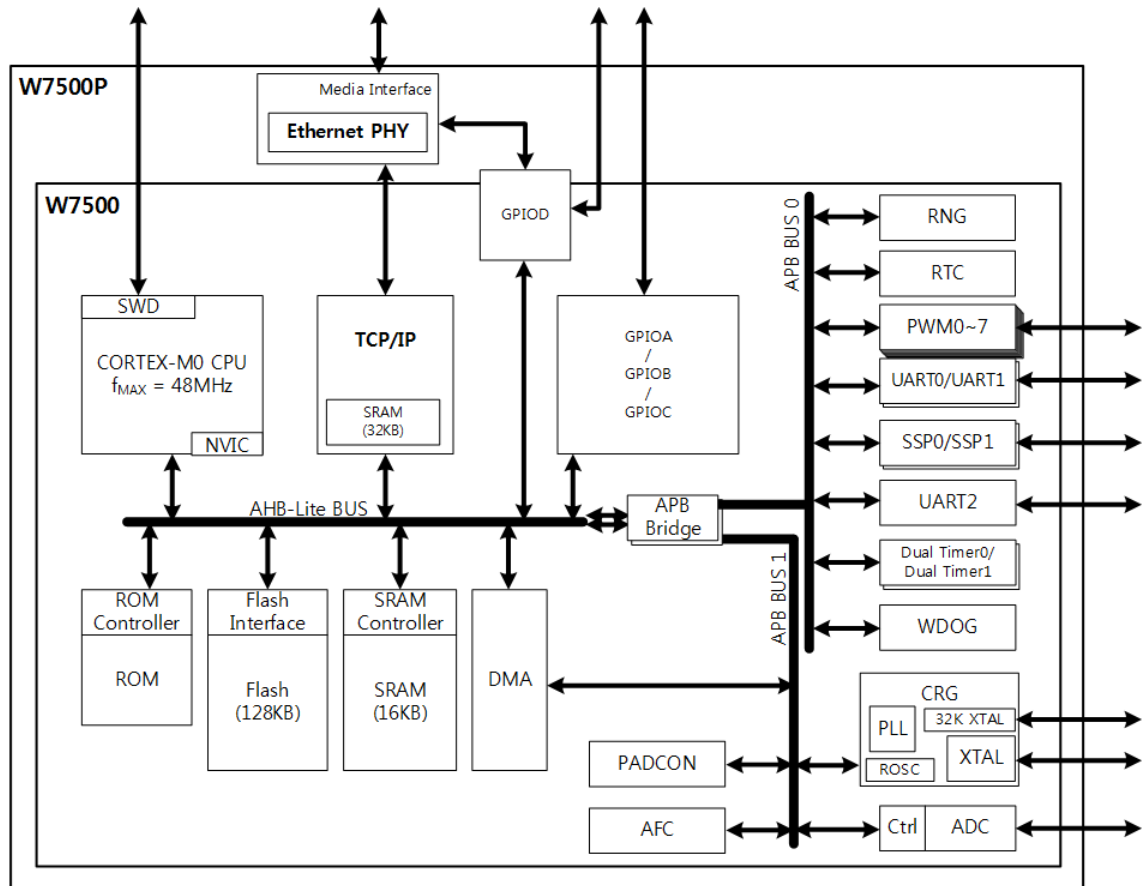 W7500P
Media Interface
Ethernet PHY
W7500
GPIOD
APB BUS 0
RNG
RTC
PWM0~7
UART0/UART1
SSP0/SSP1
UART2
Dual Timer0/
Dual Timer1
WDOG
SWD
CORTEX-M0 CPU
fMAX = 48MHz
NVIC
TCP/IP
SRAM
(32KB)
GPIOA
/
GPIOB
/
GPIOC
AHB-Lite BUS
APB
Bridge
APB BUS 1
ROM
Controller
ROM
Flash
Interface
Flash
(128KB)
SRAM
Controller
SRAM
(16KB)
DMA
PADCON
AFC
CRG
PLL
32K XTAL
ROSC
XTAL
Ctrl
ADC